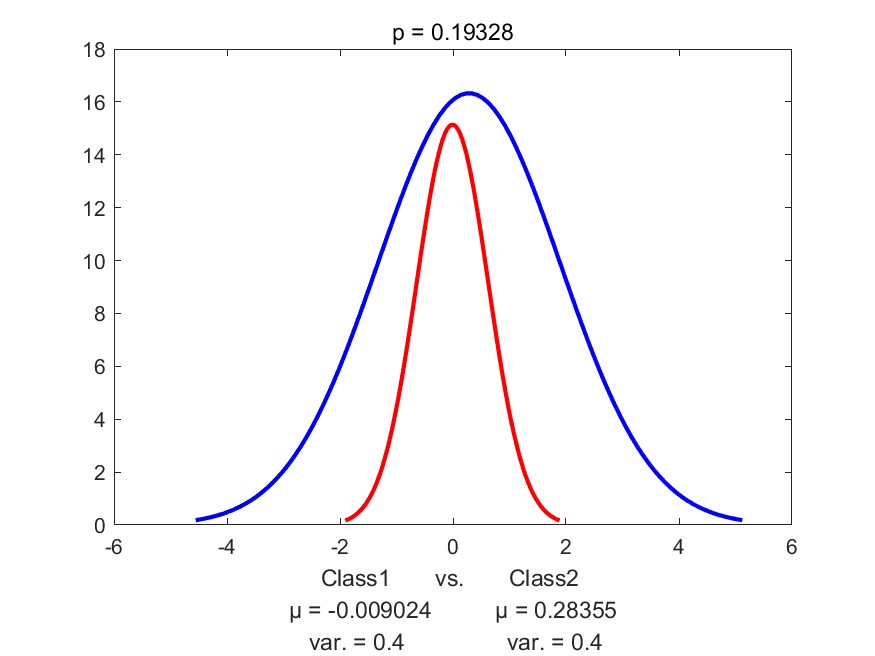 p = 0.19328
18
16
14
12
10
8
6
4
2
0
-6 -4 -2 0 2 4 6
Class1 vs. Class2
μ = -0.009024 μ = 0.28355
var. = 0.4 var. = 0.4